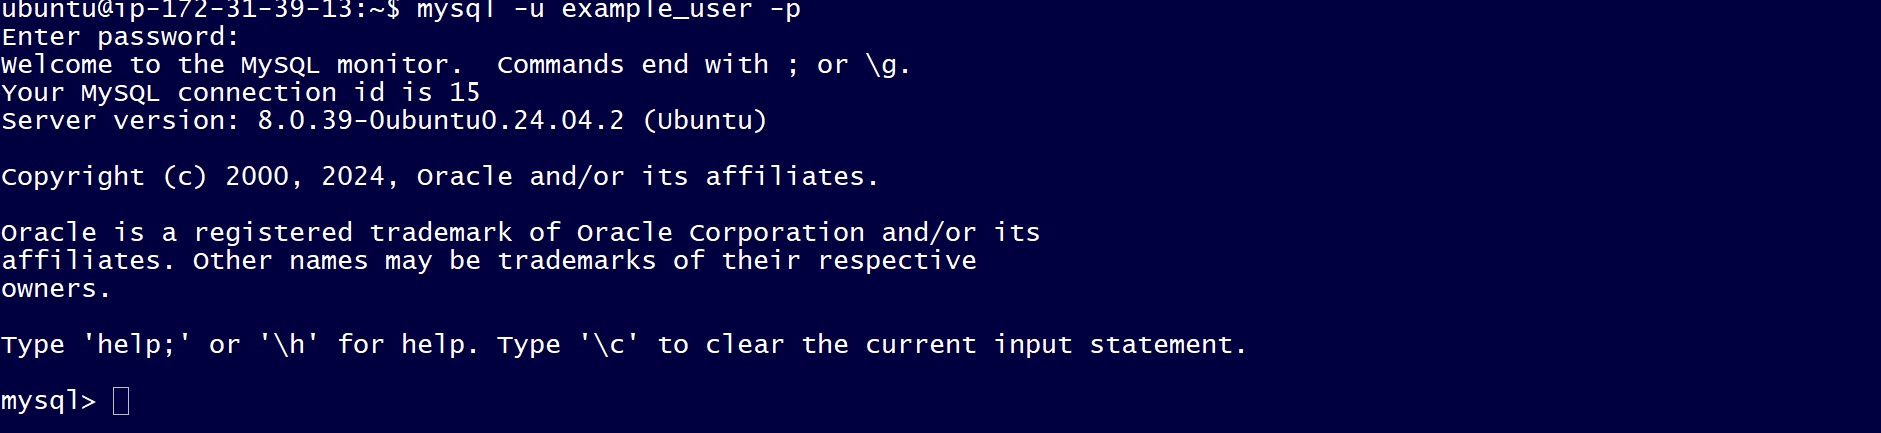 ubuntu@ip-172-31-39-13:~$ mysql -u example_user -p
Enter password:
Welcome to the MySQL monitor.  Commands end with ; or \g.
Your MySQL connection id is 15
Server version: 8.0.39-0ubuntu0.24.04.2 (Ubuntu)
Copyright (c) 2000, 2024, Oracle and/or its affiliates.
Oracle is a registered trademark of Oracle Corporation and/or its
affiliates. Other names may be trademarks of their respective
owners.
Type 'help;' or '\h' for help. Type '\c' to clear the current input statement.
mysql>